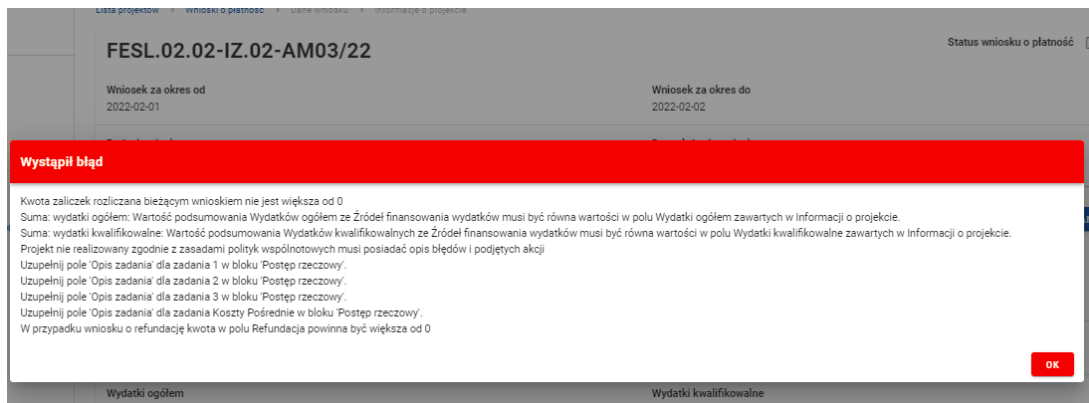 Lista projektów > Wnioski o płatność > Dane wniosku > Informacje o projekcie
FESL.02.02-IZ.02-AM03/22
Status wniosku o płatność
Wniosek za okres od
Wniosek za okres do
2022-02-01
2022-02-02
Wystąpił błąd
Kwota zaliczek rozliczana bieżącym wnioskiem nie jest większa od 0
Suma: wydatki ogółem: Wartość podsumowania Wydatków ogółem ze Źródeł finansowania wydatków musi być równa wartości w polu Wydatki ogółem zawartych w Informacji o projekcie.
Suma: wydatki kwalifikowalne: Wartość podsumowania Wydatków kwalifikowalnych ze Źródeł finansowania wydatków musi być równa wartości w polu Wydatki kwalifikowalne zawartych w Informacji o projekcie.
Projekt nie realizowany zgodnie z zasadami polityk wspólnotowych musi posiadać opis błędów i podjętych akcji
Uzupełnij pole 'Opis zadania' dla zadania 1 w bloku 'Postęp rzeczowy'.
Uzupełnij pole 'Opis zadania' dla zadania 2 w bloku 'Postęp rzeczowy'.
Uzupełnij pole 'Opis zadania' dla zadania 3 w bloku 'Postęp rzeczowy'.
Uzupełnij pole 'Opis zadania' dla zadania Koszty Pośrednie w bloku 'Postęp rzeczowy'.
W przypadku wniosku o refundację kwota w polu Refundacja powinna być większa od 0
OK
Wydatki ogółem
Wydatki kwalifikowalne